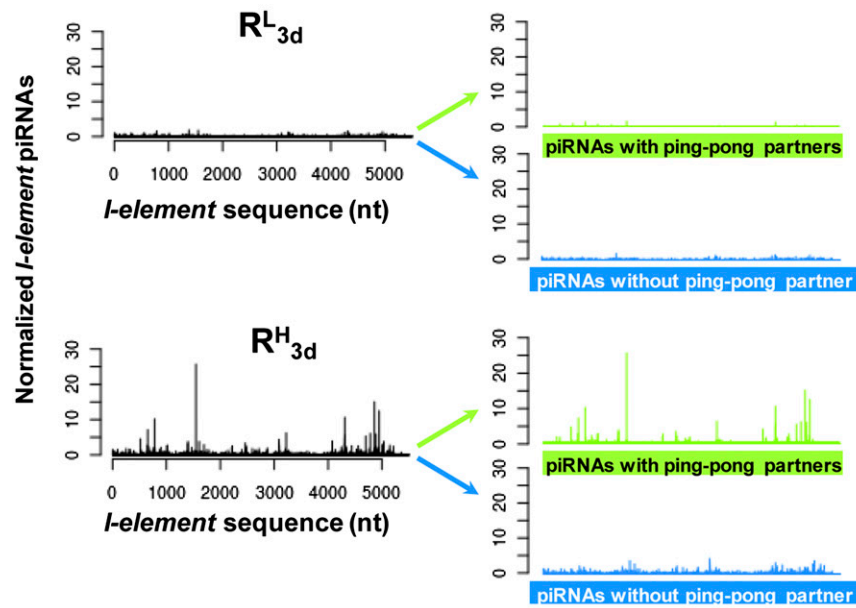 Normalized I-element piRNAs
R^L_3d
30
20
10
0
0 1000 2000 3000 4000 5000
I-element sequence (nt)
30
20
10
0
piRNAs with ping-pong partners
30
20
10
0
piRNAs without ping-pong partner
R^H_3d
30
20
10
0
0 1000 2000 3000 4000 5000
I-element sequence (nt)
30
20
10
0
piRNAs with ping-pong partners
30
20
10
0
piRNAs without ping-pong partner